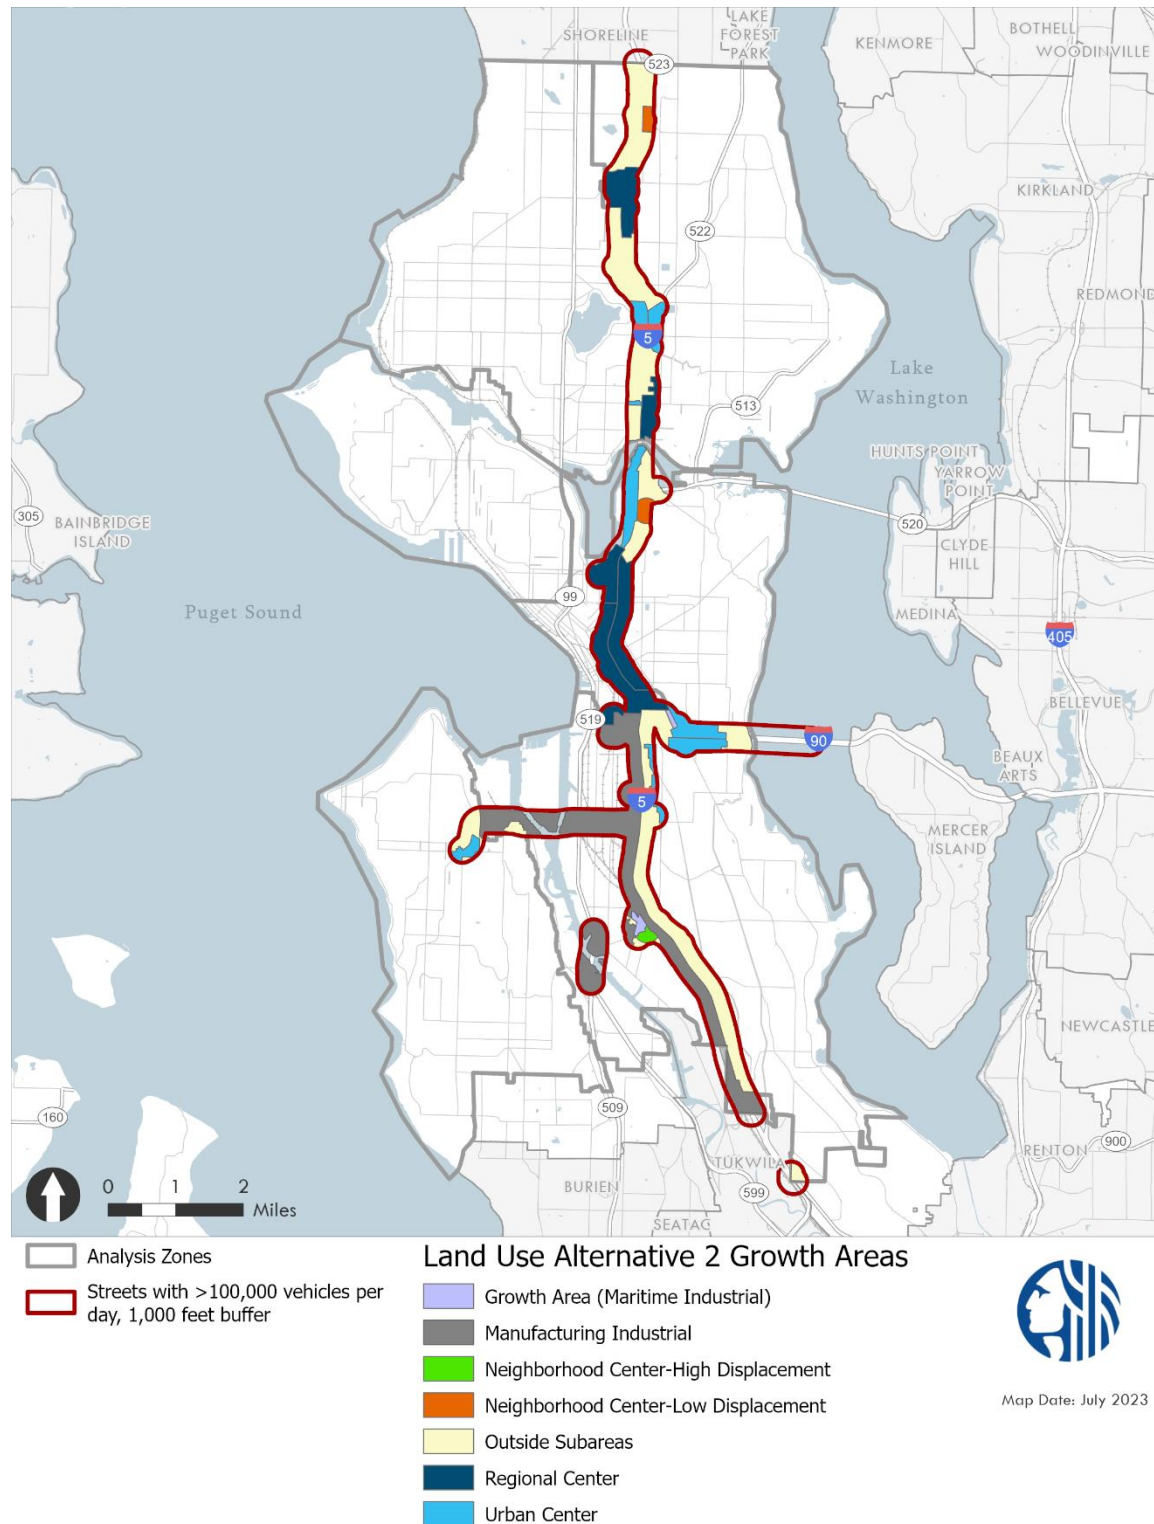 SHORELINE
LAKE
FOREST
PARK
BOTHELL
KENMORE
WOODINVILLE
523
KIRKLAND
522
REDMOND
5
Lake
Washington
513
HUNTS POINT
YARROW
POINT
305
BAINBRIDGE
ISLAND
520
CLYDE
HILL
99
Puget Sound
MEDINA
405
BELLEVUE
519
90
BEAUX
ARTS
5
MERCER
ISLAND
NEWCASTLE
509
160
RENTON
900
TUKWILA
BURIEN
599
SEATAC
0 1 2
Miles
Analysis Zones
Streets with >100,000 vehicles per
day, 1,000 feet buffer
Land Use Alternative 2 Growth Areas
Growth Area (Maritime Industrial)
Manufacturing Industrial
Neighborhood Center-High Displacement
Neighborhood Center-Low Displacement
Outside Subareas
Regional Center
Urban Center
Map Date: July 2023